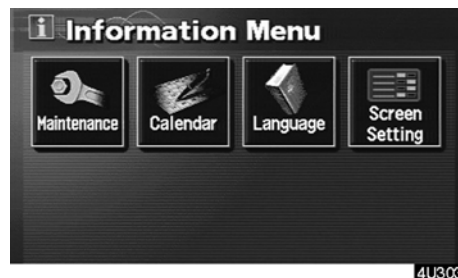 i Information Menu
Maintenance
Calendar
Language
Screen
Setting